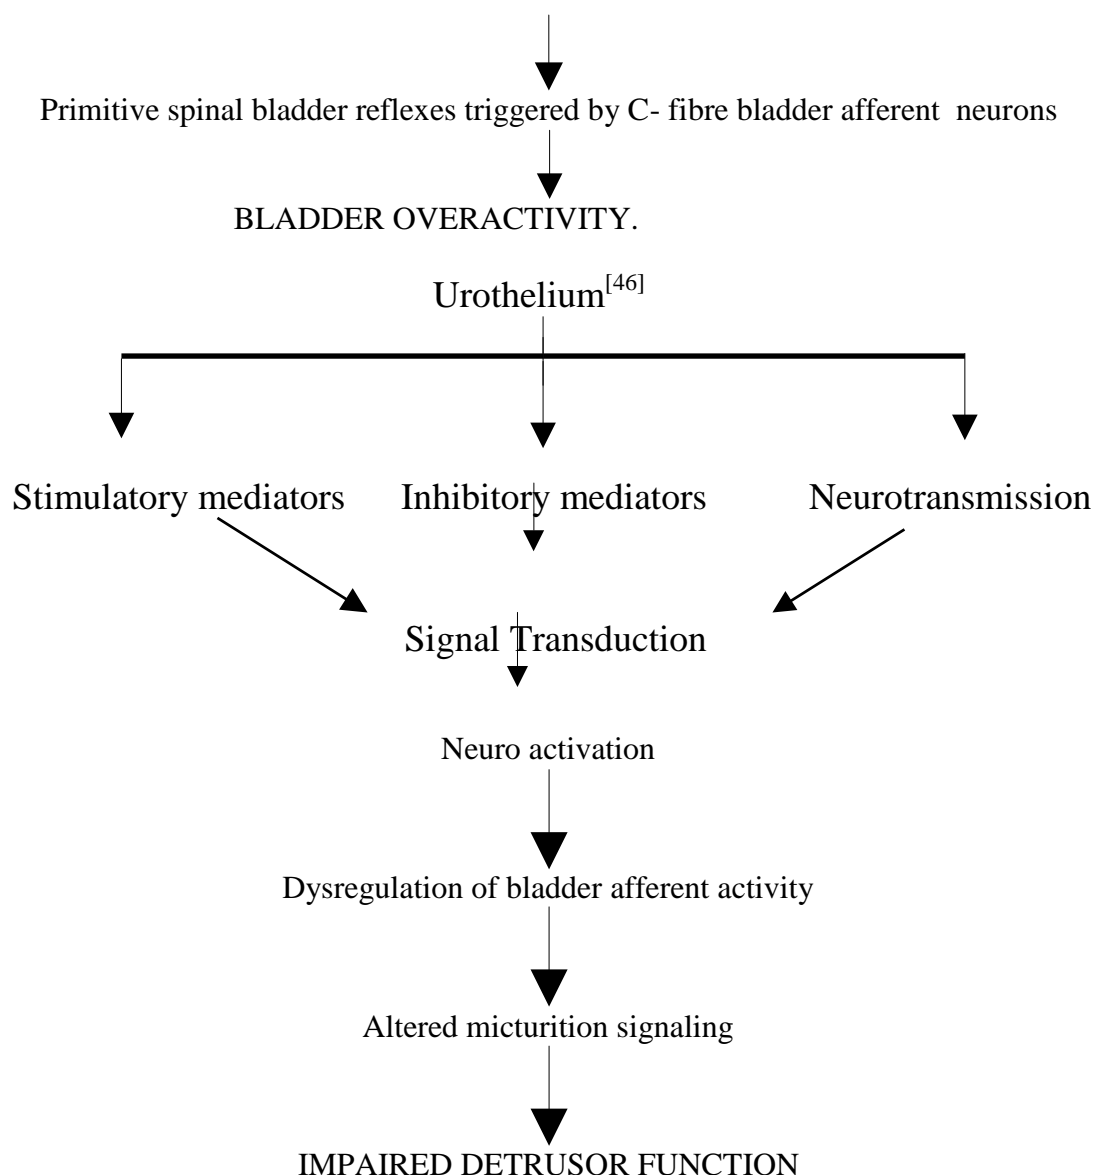 Primitive spinal bladder reflexes triggered by C- fibre bladder afferent neurons
BLADDER OVERACTIVITY.
Urothelium[46]
Stimulatory mediators Inhibitory mediators Neurotransmission
Signal Transduction
Neuro activation
Dysregulation of bladder afferent activity
Altered micturition signaling
IMPAIRED DETRUSOR FUNCTION